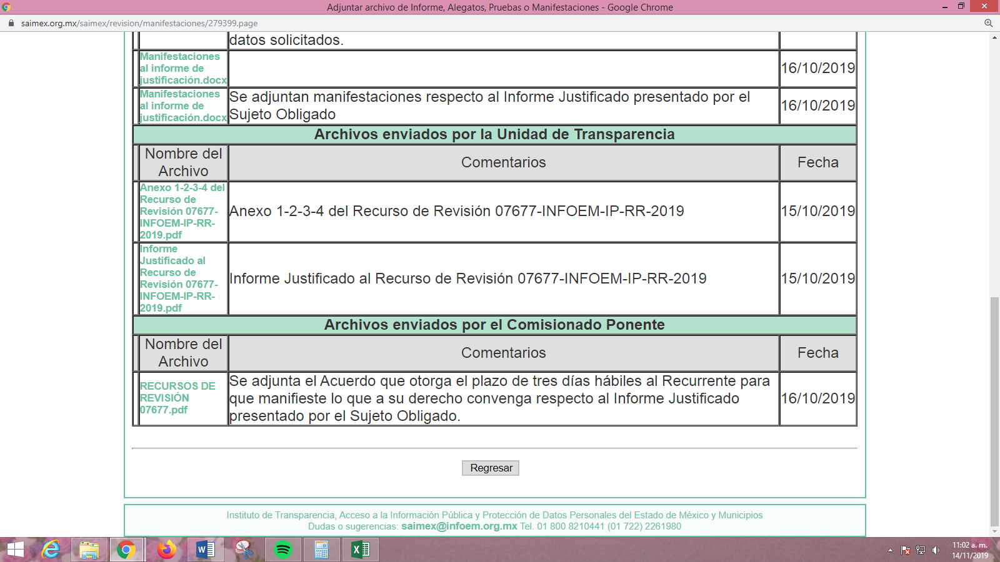 Adjuntar archivo de Informe, Alegatos, Pruebas o Manifestaciones - Google Chrome
saimex.org.mx/saimex/revision/manifestaciones/279399.page
datos solicitados.
Manifestaciones
al informe de
justificación.docx
16/10/2019
Manifestaciones
al informe de
justificación.docx
Se adjuntan manifestaciones respecto al Informe Justificado presentado por el
Sujeto Obligado
16/10/2019
Archivos enviados por la Unidad de Transparencia
Nombre del
Archivo
Comentarios
Fecha
Anexo 1-2-3-4 del
Recurso de
Revisión 07677-
INFOEM-IP-RR-
2019.pdf
Anexo 1-2-3-4 del Recurso de Revisión 07677-INFOEM-IP-RR-2019
15/10/2019
Informe
Justificado al
Recurso de
Revisión 07677-
INFOEM-IP-RR-
2019.pdf
Informe Justificado al Recurso de Revisión 07677-INFOEM-IP-RR-2019
15/10/2019
Archivos enviados por el Comisionado Ponente
Nombre del
Archivo
Comentarios
Fecha
RECURSOS DE
REVISIÓN
07677.pdf
Se adjunta el Acuerdo que otorga el plazo de tres días hábiles al Recurrente para
que manifieste lo que a su derecho convenga respecto al Informe Justificado
presentado por el Sujeto Obligado.
16/10/2019
Regresar
Instituto de Transparencia, Acceso a la Información Pública y Protección de Datos Personales del Estado de México y Municipios
Dudas o sugerencias: saimex@infoem.org.mx Tel. 01 800 8210441 (01 722) 2261980
11:02 a. m.
14/11/2019